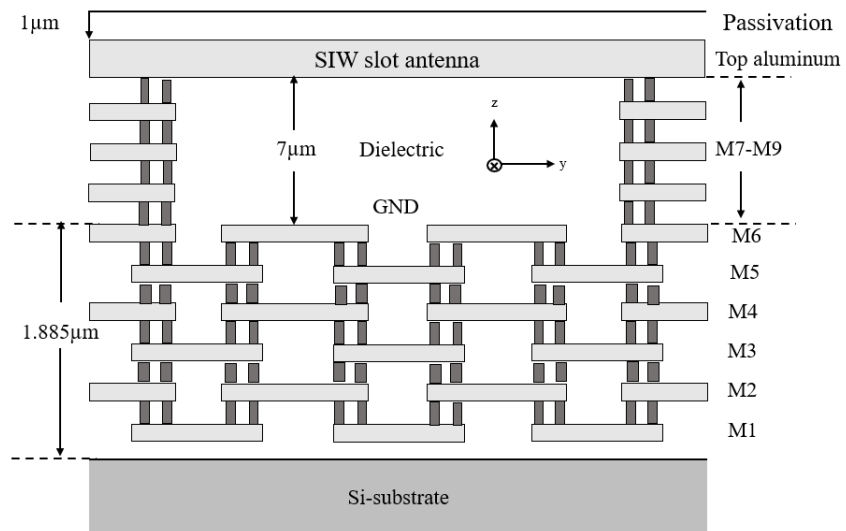 1µm
Passivation
SIW slot antenna
Top aluminum
z
7µm
Dielectric
y
M7-M9
GND
M6
M5
1.885µm
M4
M3
M2
M1
Si-substrate